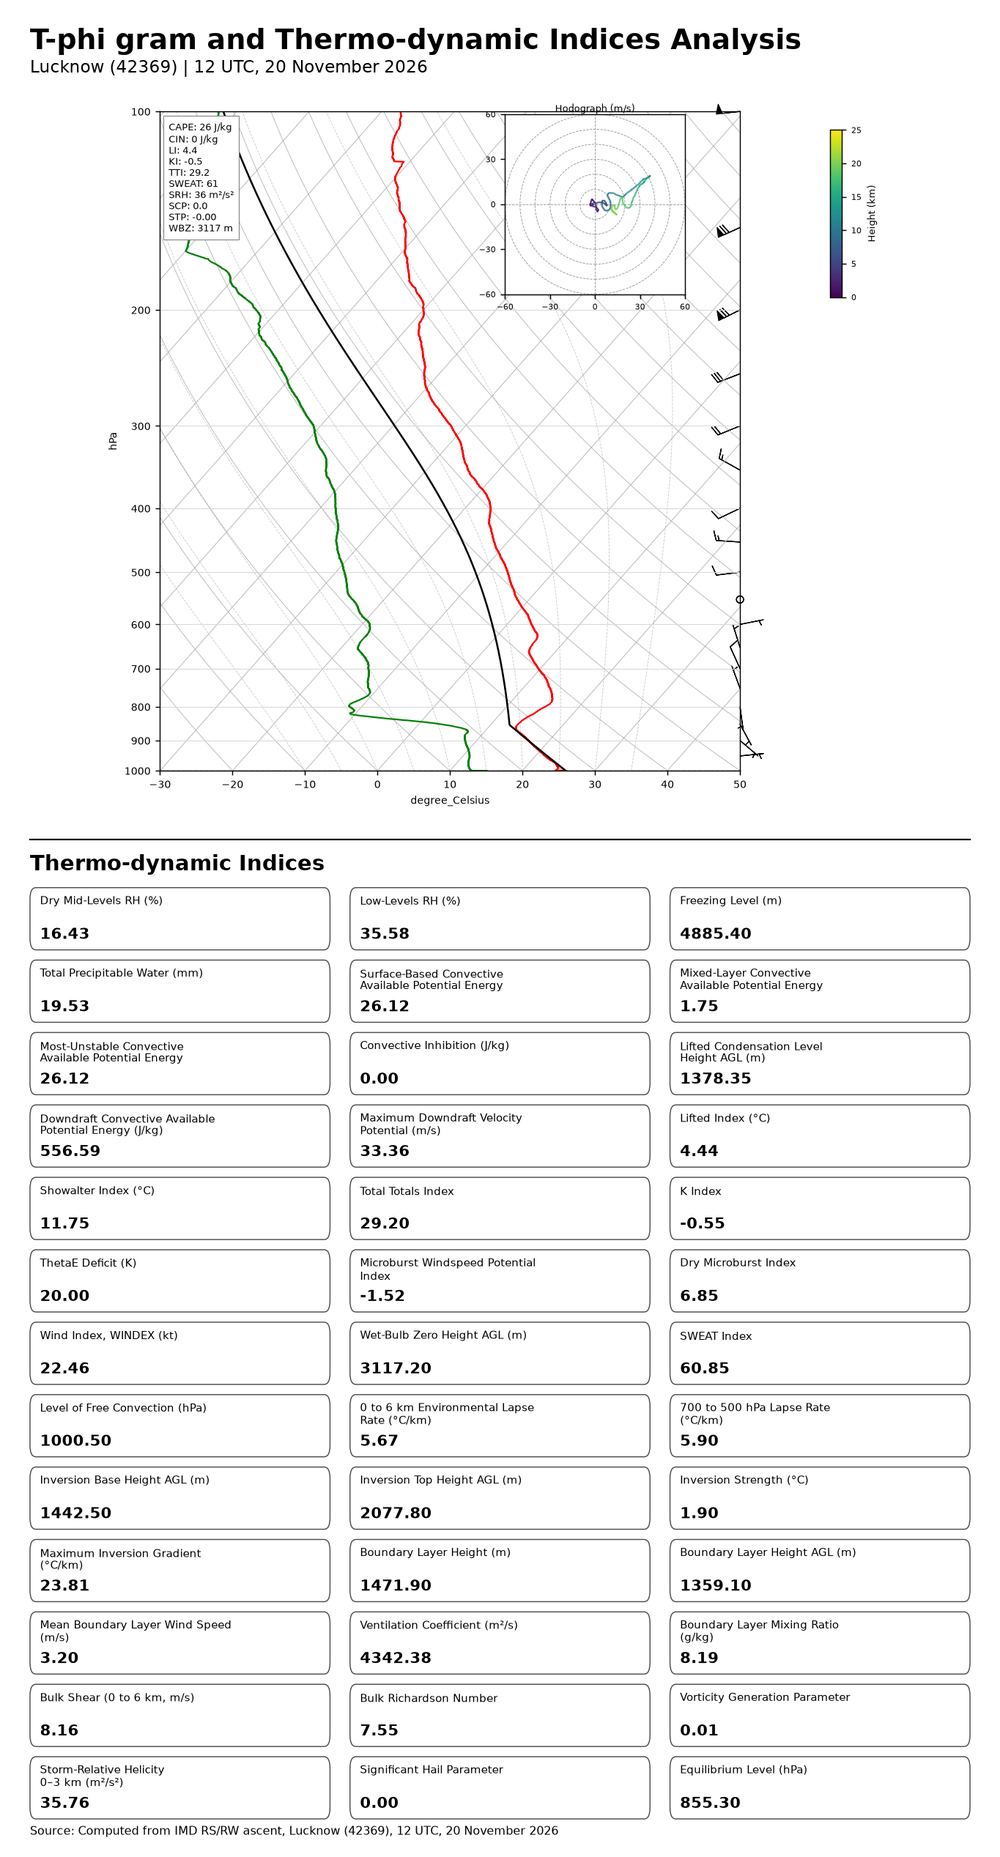 T-phi gram and Thermo-dynamic Indices Analysis
Lucknow (42369) | 12 UTC, 20 November 2026
Hodograph (m/s)
CAPE: 26 J/kg
CIN: 0 J/kg
LI: 4.4
KI: -0.5
TTI: 29.2
SWEAT: 61
SRH: 36 m²/s²
SCP: 0.0
STP: -0.00
WBZ: 3117 m
60
30
0
−30
−60
−60 −30 0 30 60
25
20
15
10
5
0
Height (km)
100
200
300
400
500
600
700
800
900
1000
hPa
−30 −20 −10 0 10 20 30 40 50
degree_Celsius
Thermo-dynamic Indices
Dry Mid-Levels RH (%)
16.43
Low-Levels RH (%)
35.58
Freezing Level (m)
4885.40
Total Precipitable Water (mm)
19.53
Surface-Based Convective
Available Potential Energy
26.12
Mixed-Layer Convective
Available Potential Energy
1.75
Most-Unstable Convective
Available Potential Energy
26.12
Convective Inhibition (J/kg)
0.00
Lifted Condensation Level
Height AGL (m)
1378.35
Downdraft Convective Available
Potential Energy (J/kg)
556.59
Maximum Downdraft Velocity
Potential (m/s)
33.36
Lifted Index (°C)
4.44
Showalter Index (°C)
11.75
Total Totals Index
29.20
K Index
-0.55
ThetaE Deficit (K)
20.00
Microburst Windspeed Potential
Index
-1.52
Dry Microburst Index
6.85
Wind Index, WINDEX (kt)
22.46
Wet-Bulb Zero Height AGL (m)
3117.20
SWEAT Index
60.85
Level of Free Convection (hPa)
1000.50
0 to 6 km Environmental Lapse
Rate (°C/km)
5.67
700 to 500 hPa Lapse Rate
(°C/km)
5.90
Inversion Base Height AGL (m)
1442.50
Inversion Top Height AGL (m)
2077.80
Inversion Strength (°C)
1.90
Maximum Inversion Gradient
(°C/km)
23.81
Boundary Layer Height (m)
1471.90
Boundary Layer Height AGL (m)
1359.10
Mean Boundary Layer Wind Speed
(m/s)
3.20
Ventilation Coefficient (m²/s)
4342.38
Boundary Layer Mixing Ratio
(g/kg)
8.19
Bulk Shear (0 to 6 km, m/s)
8.16
Bulk Richardson Number
7.55
Vorticity Generation Parameter
0.01
Storm-Relative Helicity
0–3 km (m²/s²)
35.76
Significant Hail Parameter
0.00
Equilibrium Level (hPa)
855.30
Source: Computed from IMD RS/RW ascent, Lucknow (42369), 12 UTC, 20 November 2026